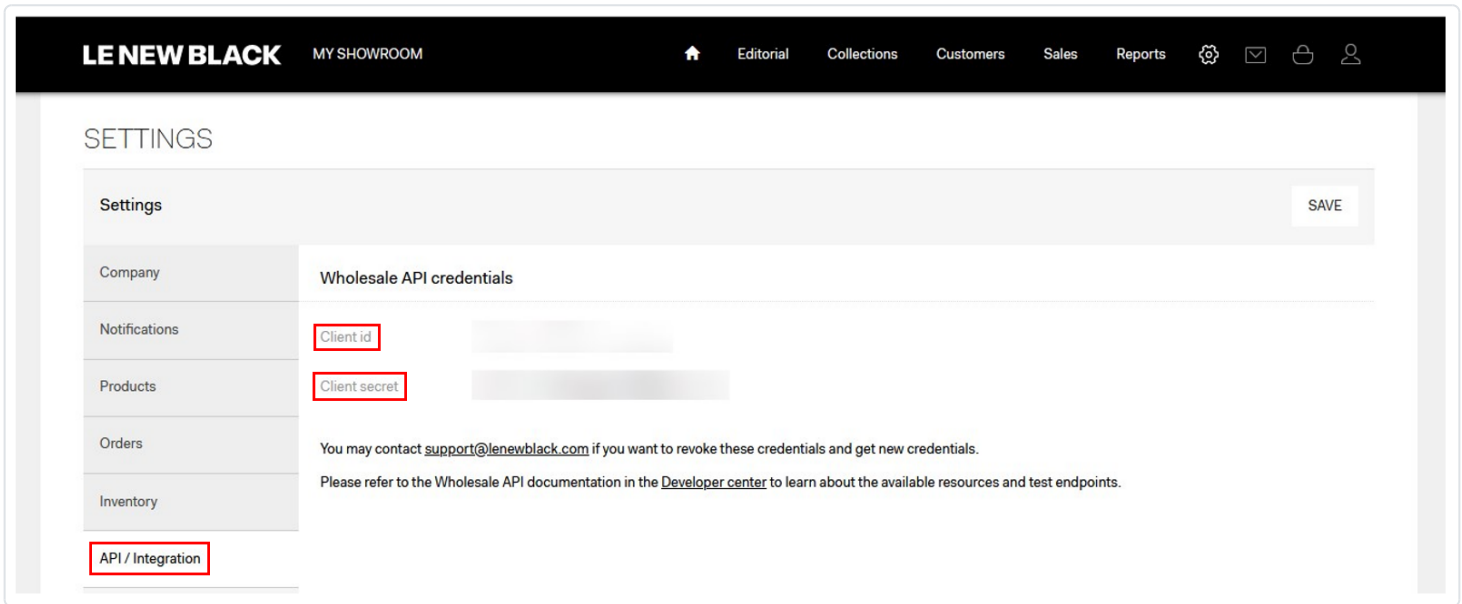 LE NEW BLACK MY SHOWROOM Editorial Collections Customers Sales Reports
SETTINGS
Settings SAVE
Company
Wholesale API credentials
Notifications
Client id
Products
Client secret
Orders
You may contact support@lenewblack.com if you want to revoke these credentials and get new credentials.
Please refer to the Wholesale API documentation in the Developer center to learn about the available resources and test endpoints.
Inventory
API / Integration